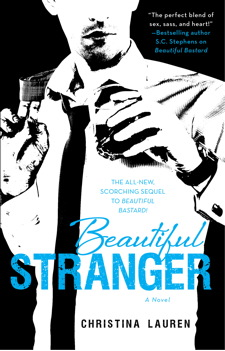 "The perfect blend of
sex, sass, and heart!"
—Bestselling author
S.C. Stephens on
Beautiful Bastard
THE ALL-NEW,
SCORCHING SEQUEL
TO BEAUTIFUL
BASTARD!
Beautiful
STRANGER
A Novel
CHRISTINA LAUREN